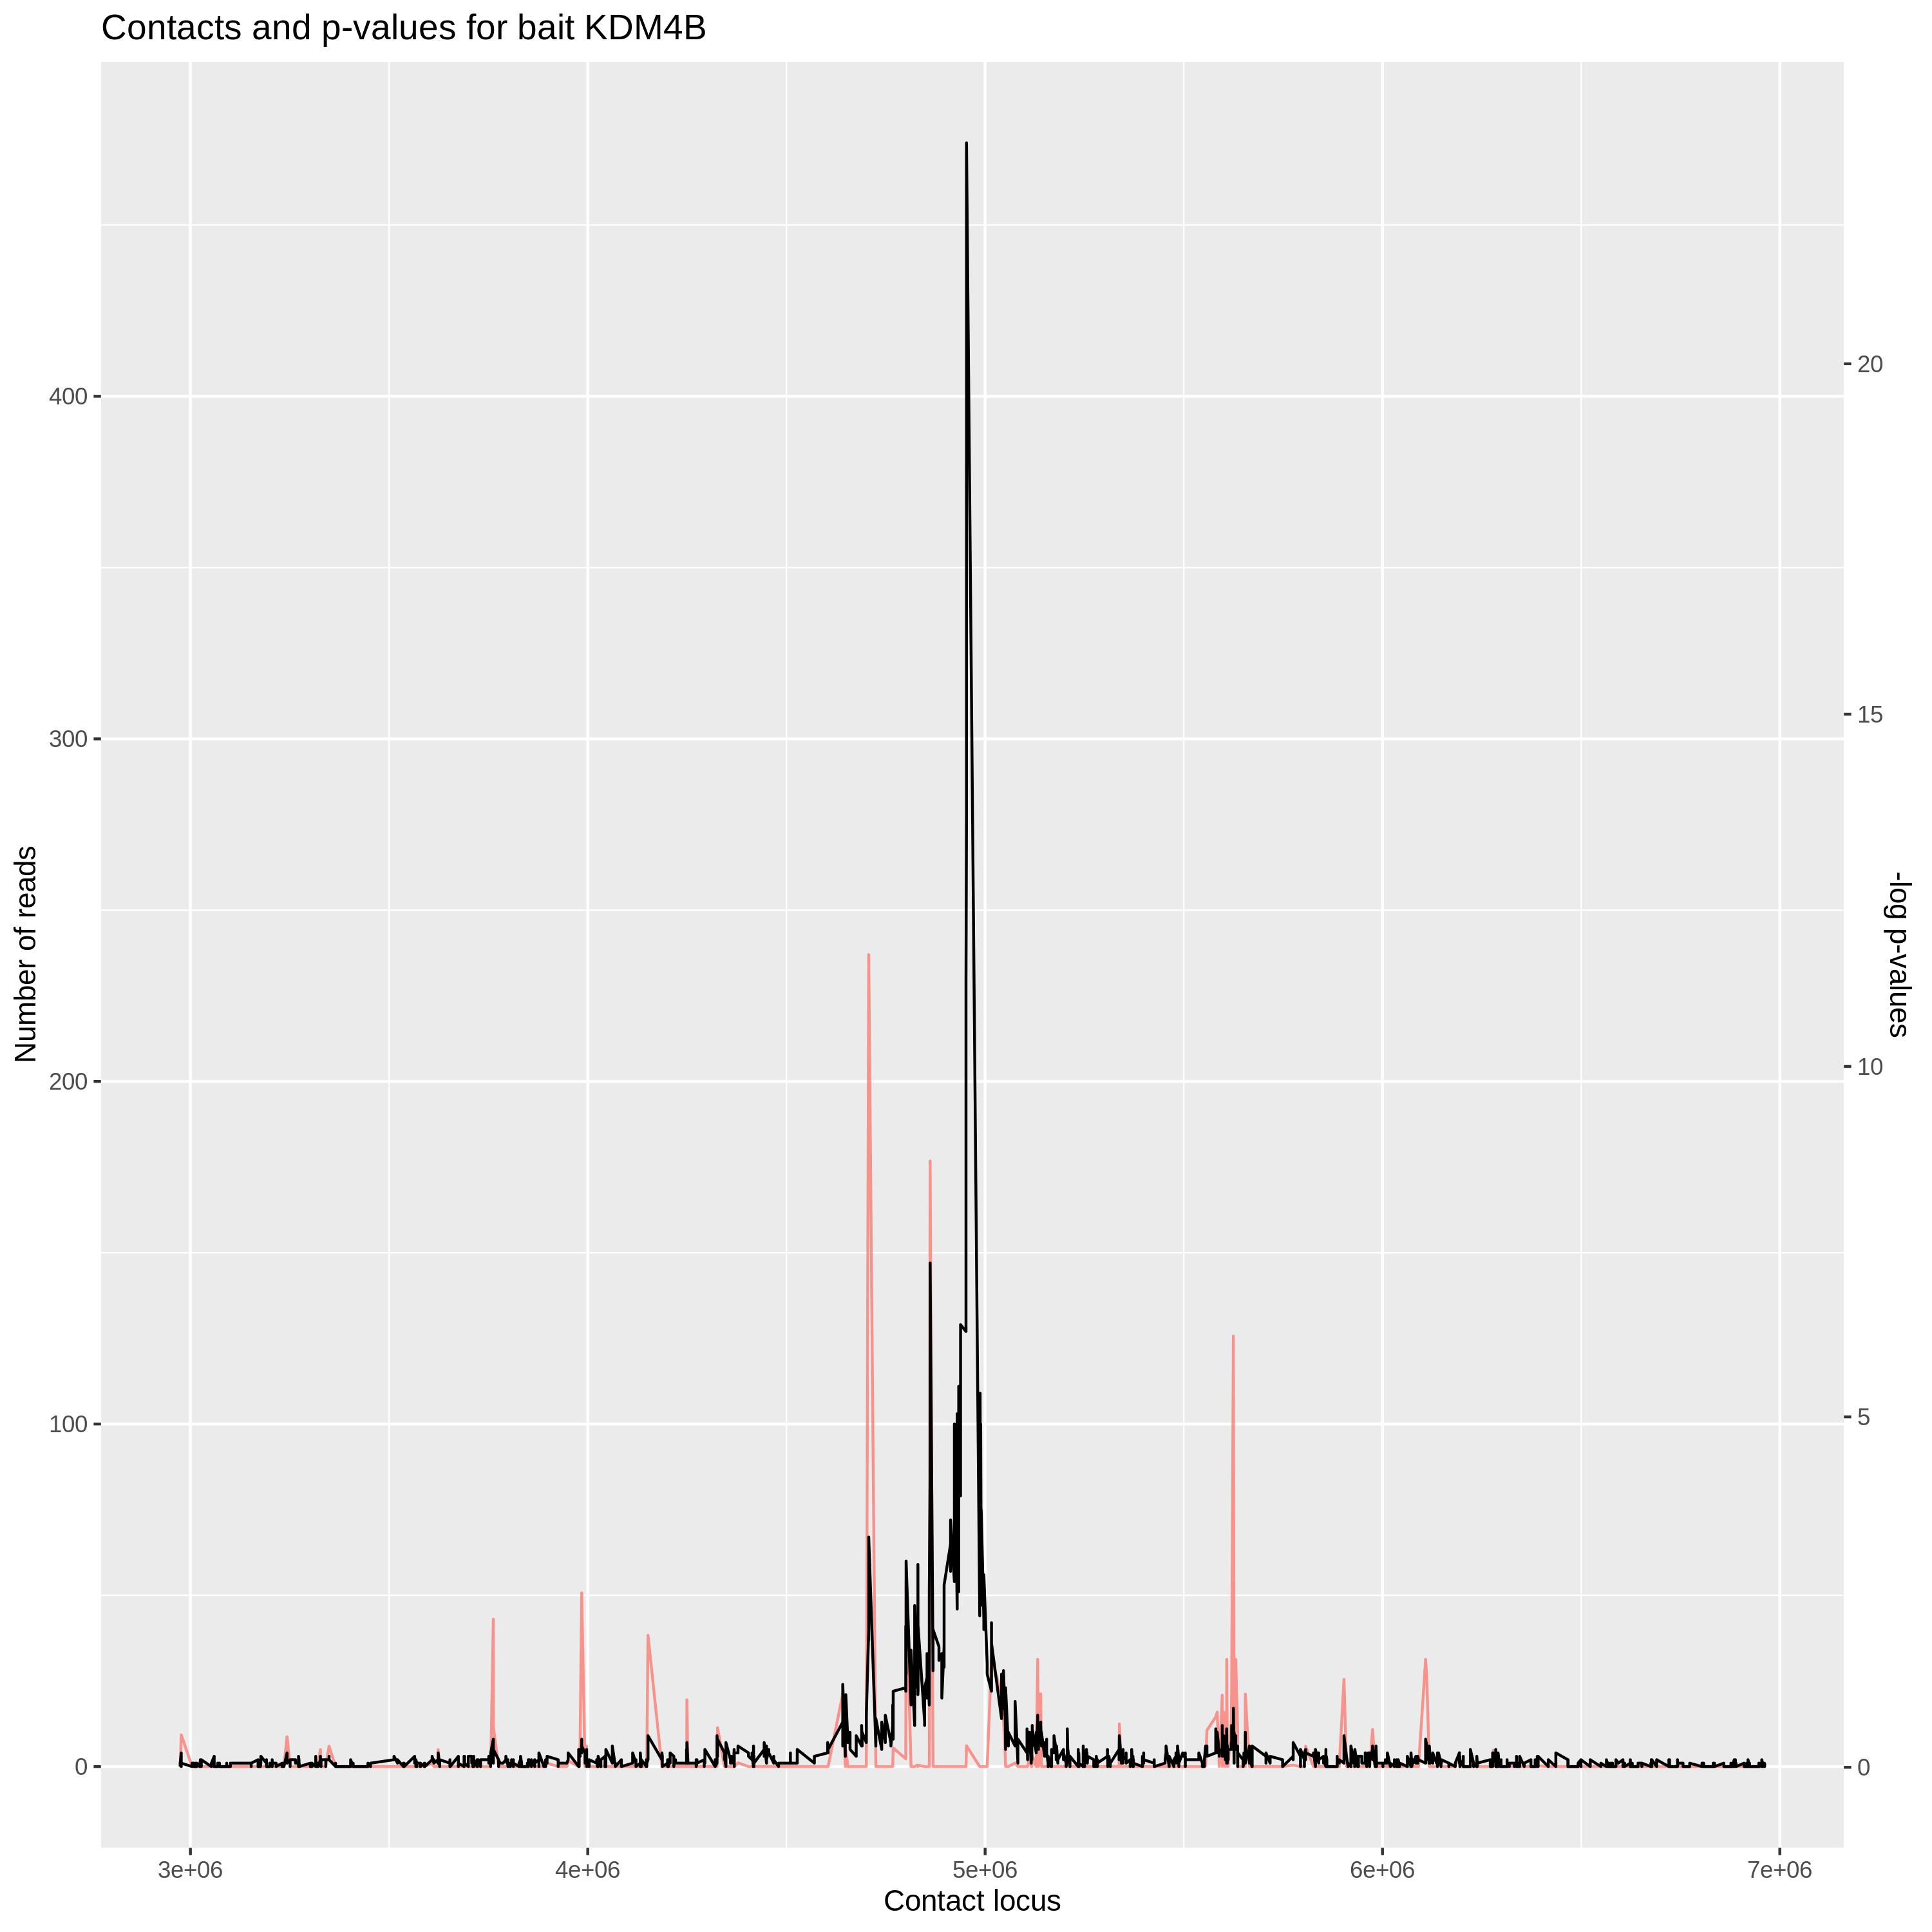 Contacts and p-values for bait KDM4B
Number of reads
400
300
200
100
0
20
15
10
5
0
-log p-values
3e+06 4e+06 5e+06 6e+06 7e+06
Contact locus